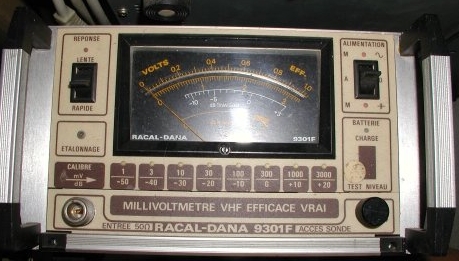 REPONSE
LENTE
RAPIDE
ETALONNAGE
VOLTS
EFF.
0 0.2 0.4 0.6 0.8 1.0
-10 -5
RACAL-DANA
9301F
ALIMENTATION
M
A
M
BATTERIE
CHARGE
TEST NIVEAU
CALIBRE
mV
dB
1 3 10 30 100 300 1000 3000
-50 -40 -30 -20 -10 0 +10 +20
MILLIVOLTMETRE VHF EFFICACE VRAI
ENTREE 50Ω RACAL-DANA 9301F ACCES SONDE